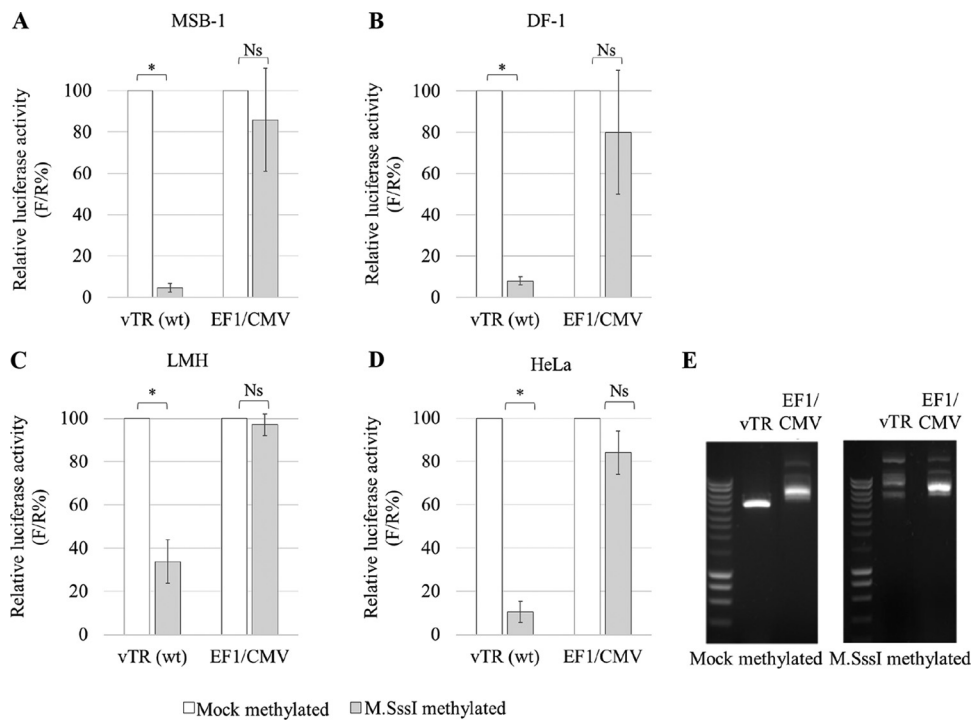 A
MSB-1
Relative luciferase activity
(F/R%)
100
80
60
40
20
0
*
Ns
vTR (wt)
EF1/CMV
B
DF-1
Relative luciferase activity
(F/R%)
100
80
60
40
20
0
*
Ns
vTR (wt)
EF1/CMV
C
LMH
Relative luciferase activity
(F/R%)
100
80
60
40
20
0
*
Ns
vTR (wt)
EF1/CMV
D
HeLa
Relative luciferase activity
(F/R%)
100
80
60
40
20
0
*
Ns
vTR (wt)
EF1/CMV
E
EF1/
vTR CMV
Mock methylated
EF1/
vTR CMV
M.SssI methylated
Mock methylated
M.SssI methylated